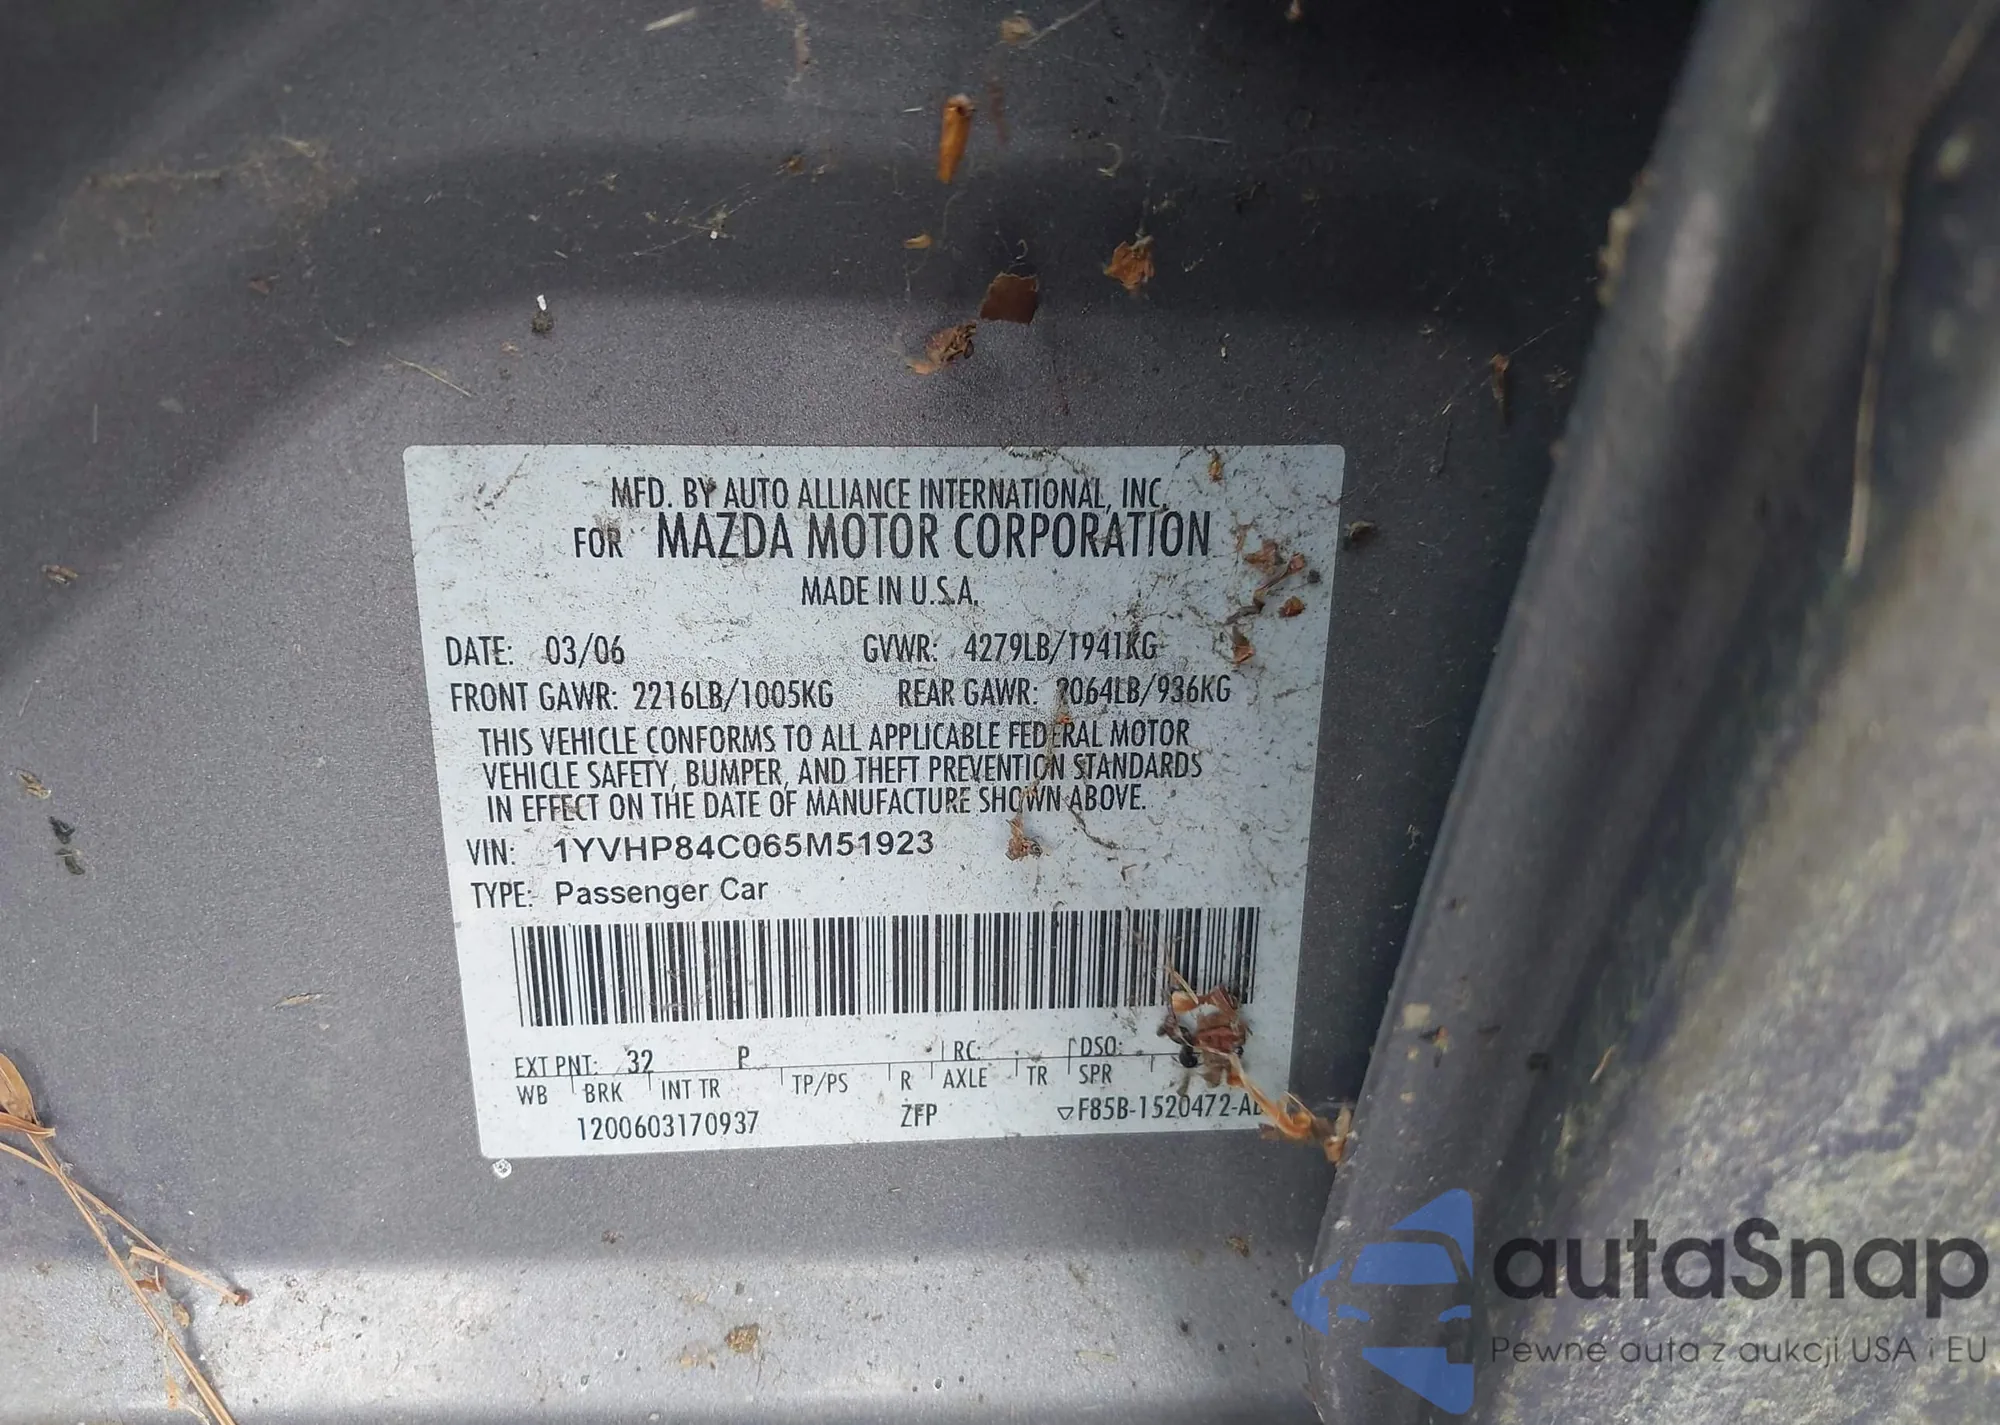 MFD. BY AUTO ALLIANCE INTERNATIONAL, INC.
FOR MAZDA MOTOR CORPORATION
MADE IN U.S.A.
DATE: 03/06 GVWR: 4279LB/1941KG
FRONT GAWR: 2216LB/1005KG REAR GAWR: 2064LB/936KG
THIS VEHICLE CONFORMS TO ALL APPLICABLE FEDERAL MOTOR
VEHICLE SAFETY, BUMPER, AND THEFT PREVENTION STANDARDS
IN EFFECT ON THE DATE OF MANUFACTURE SHOWN ABOVE.
VIN: 1YVHP84C065M51923
TYPE: Passenger Car
EXT PNT: 32 P RC: DSO:
WB BRK INT TR TP/PS R AXLE TR SPR
1200603170937 ZFP ▽F85B-1520472-
autaSnap
Pewne auta z aukcji USA i EU